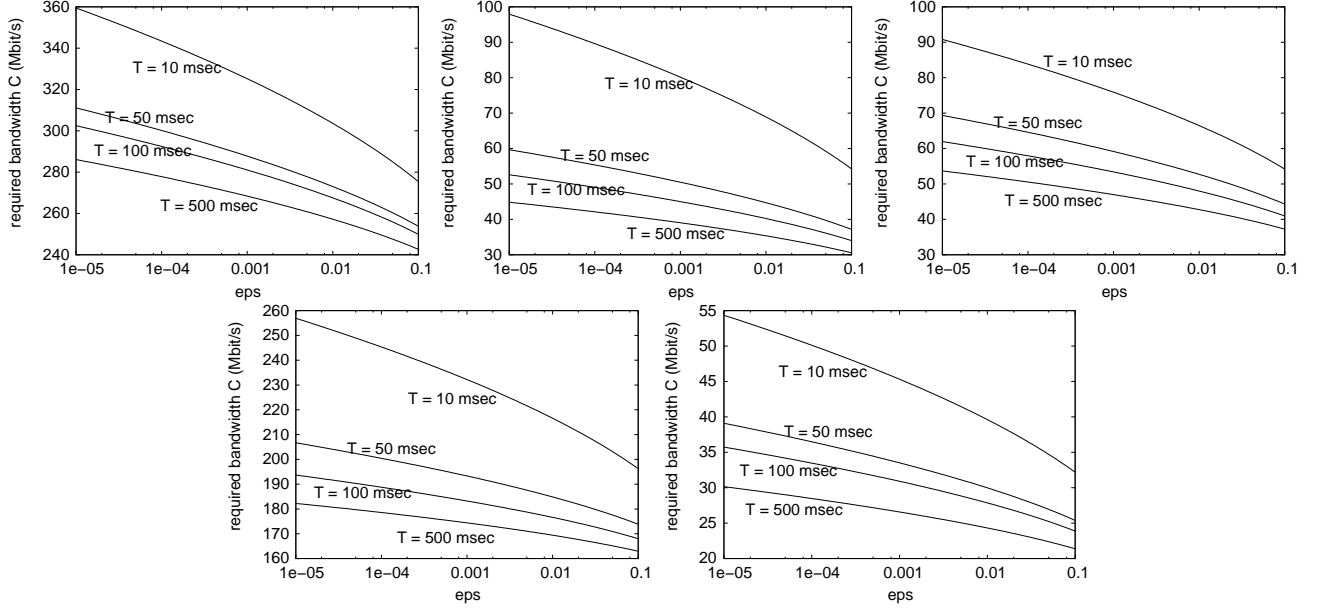 required bandwidth C (Mbit/s)
360
340
320
300
280
260
240
T = 10 msec
T = 50 msec
T = 100 msec
T = 500 msec
1e−05 1e−04 0.001 0.01 0.1
eps
required bandwidth C (Mbit/s)
100
90
80
70
60
50
40
30
T = 10 msec
T = 50 msec
T = 100 msec
T = 500 msec
1e−05 1e−04 0.001 0.01 0.1
eps
required bandwidth C (Mbit/s)
100
90
80
70
60
50
40
30
T = 10 msec
T = 50 msec
T = 100 msec
T = 500 msec
1e−05 1e−04 0.001 0.01 0.1
eps
required bandwidth C (Mbit/s)
260
250
240
230
220
210
200
190
180
170
160
T = 10 msec
T = 50 msec
T = 100 msec
T = 500 msec
1e−05 1e−04 0.001 0.01 0.1
eps
required bandwidth C (Mbit/s)
55
50
45
40
35
30
25
20
T = 10 msec
T = 50 msec
T = 100 msec
T = 500 msec
1e−05 1e−04 0.001 0.01 0.1
eps